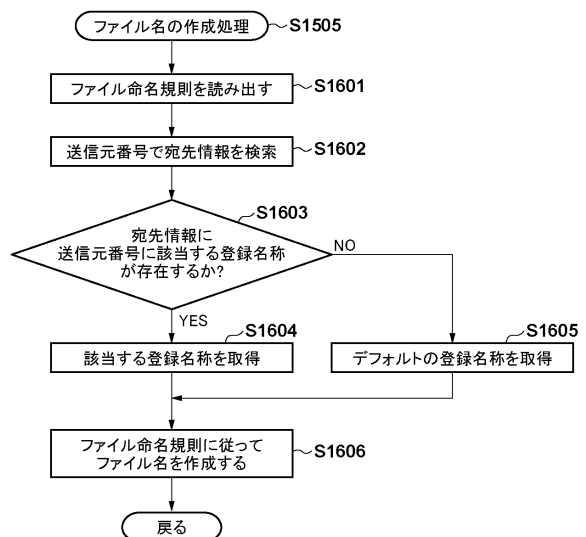 ファイル名の作成処理 S1505
ファイル命名規則を読み出す S1601
送信元番号で宛先情報を検索 S1602
S1603
宛先情報に
送信元番号に該当する登録名称
が存在するか?
NO
YES
S1604
S1605
該当する登録名称を取得
デフォルトの登録名称を取得
ファイル命名規則に従って
ファイル名を作成する
S1606
戻る